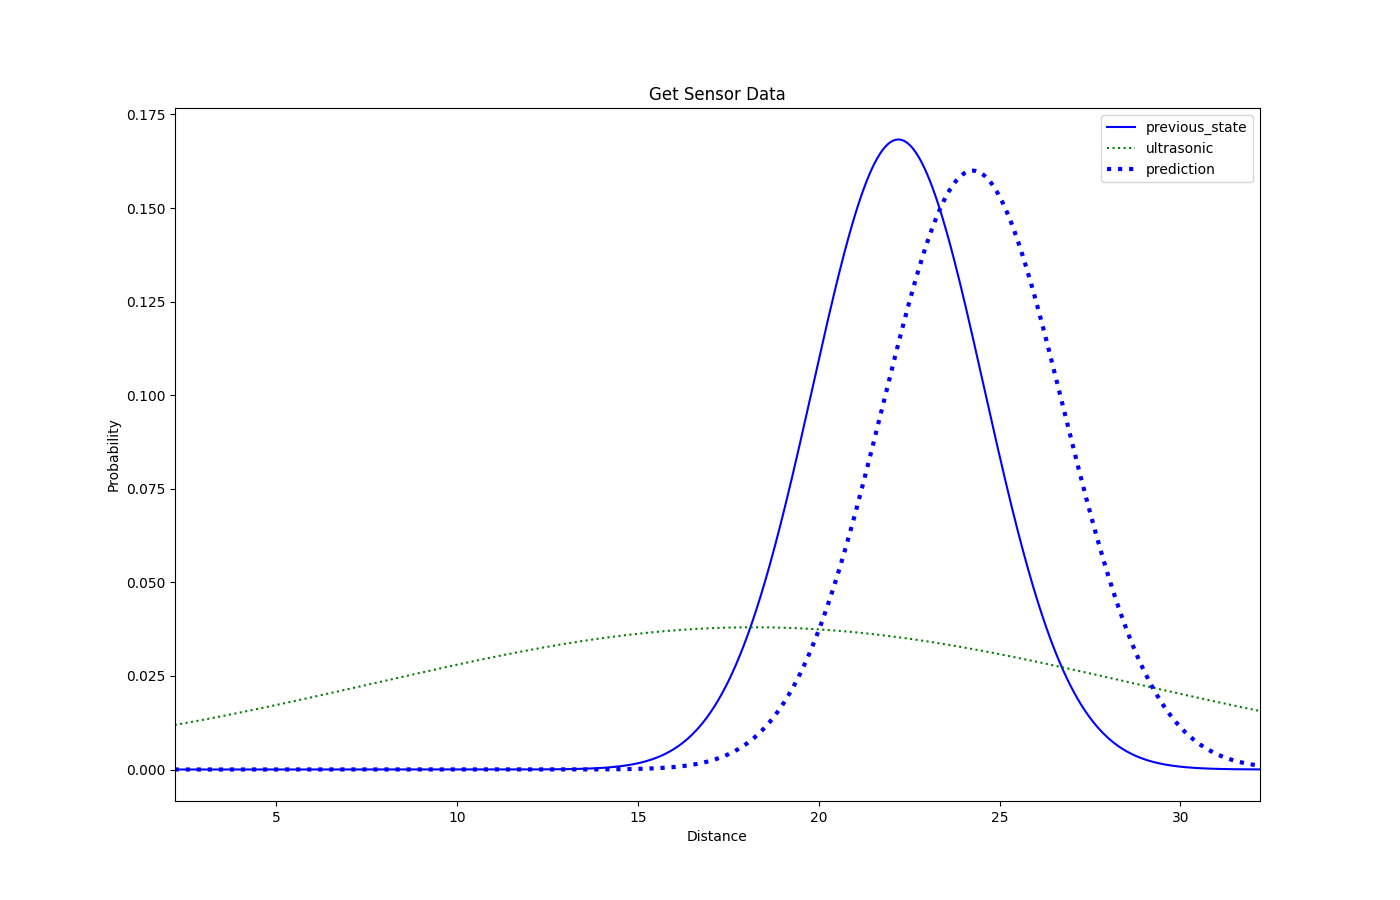 Get Sensor Data
0.175
0.150
0.125
0.100
0.075
0.050
0.025
0.000
Probability
previous_state
ultrasonic
prediction
5 10 15 20 25 30
Distance